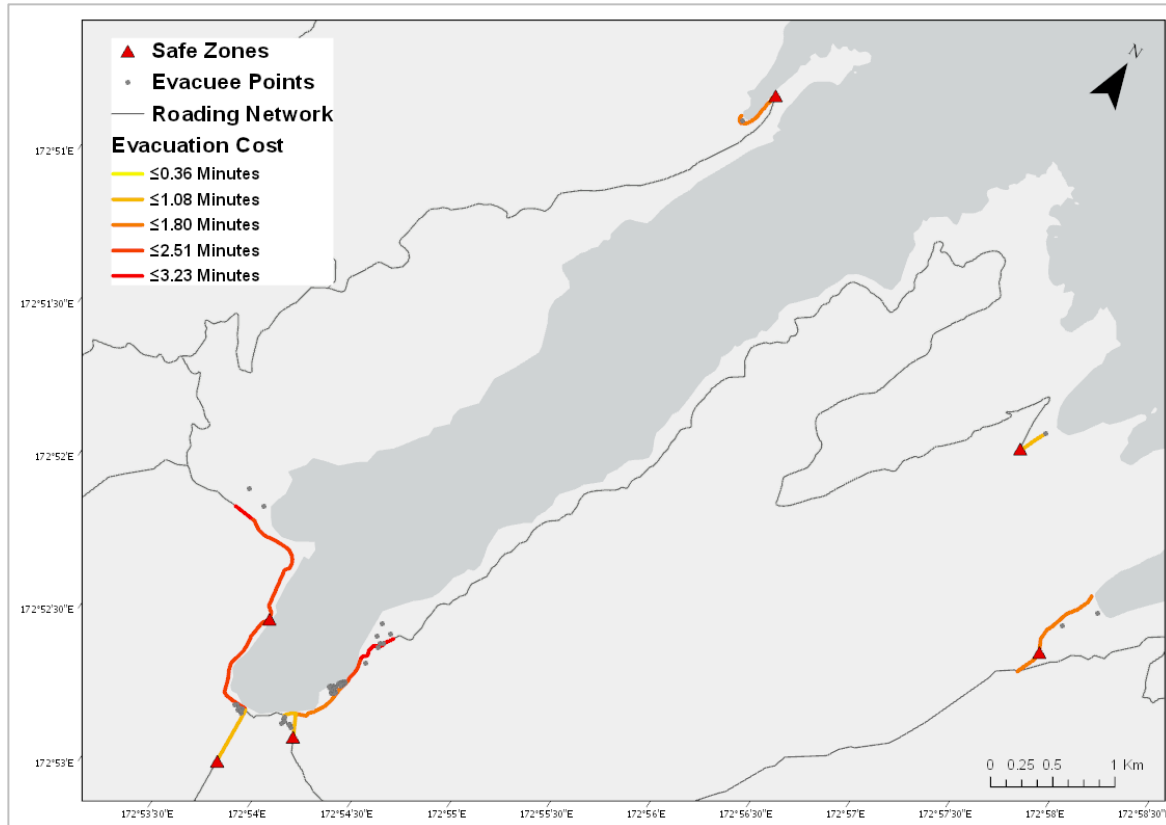 Safe Zones
Evacuee Points
Roading Network
Evacuation Cost
≤0.36 Minutes
≤1.08 Minutes
≤1.80 Minutes
≤2.51 Minutes
≤3.23 Minutes
N
172°51'E
172°51'30"E
172°52'E
172°52'30"E
172°53'E
0 0.25 0.5 1 Km
172°53'30"E 172°54'E 172°54'30"E 172°55'E 172°55'30"E 172°56'E 172°56'30"E 172°57'E 172°57'30"E 172°58'E 172°58'30"E